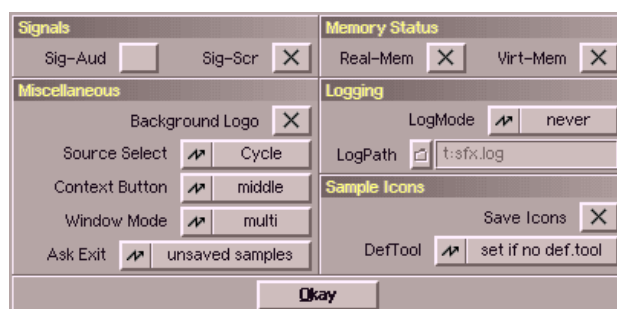 Signals
Sig-Aud
Sig-Scr
Memory Status
Real-Mem
Virt-Mem
Miscellaneous
Background Logo
Source Select
Cycle
Context Button
middle
Window Mode
multi
Ask Exit
unsaved samples
Logging
LogMode
never
LogPath
t:sfx.log
Sample Icons
Save Icons
DefTool
set if no def.tool
Okay